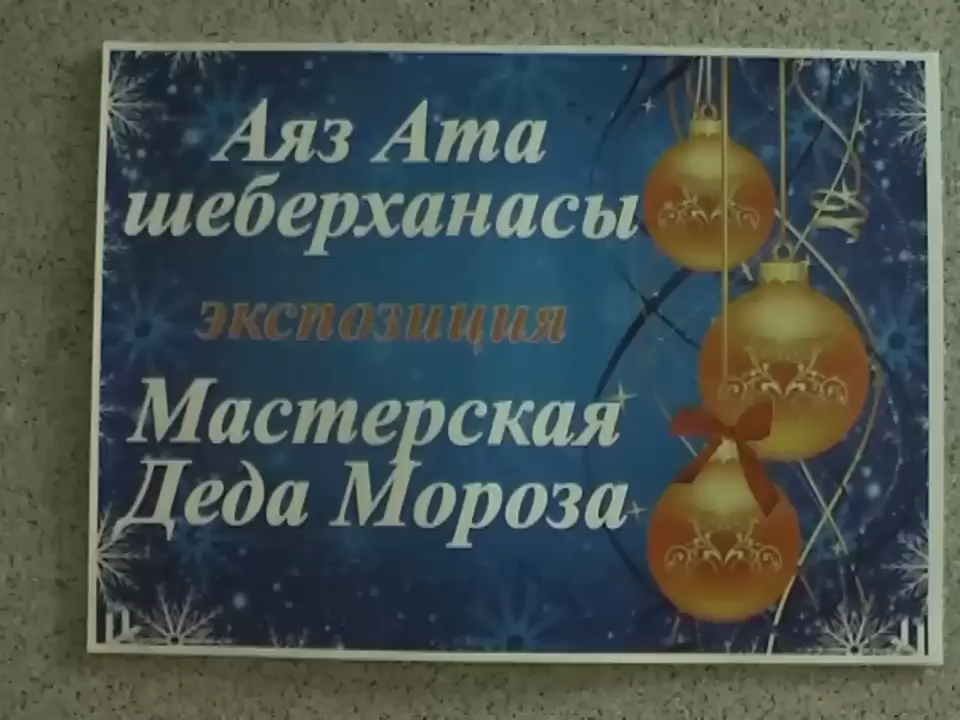 Аяз Ата
шеберханасы
экспозиция
Мастерская
Деда Мороза